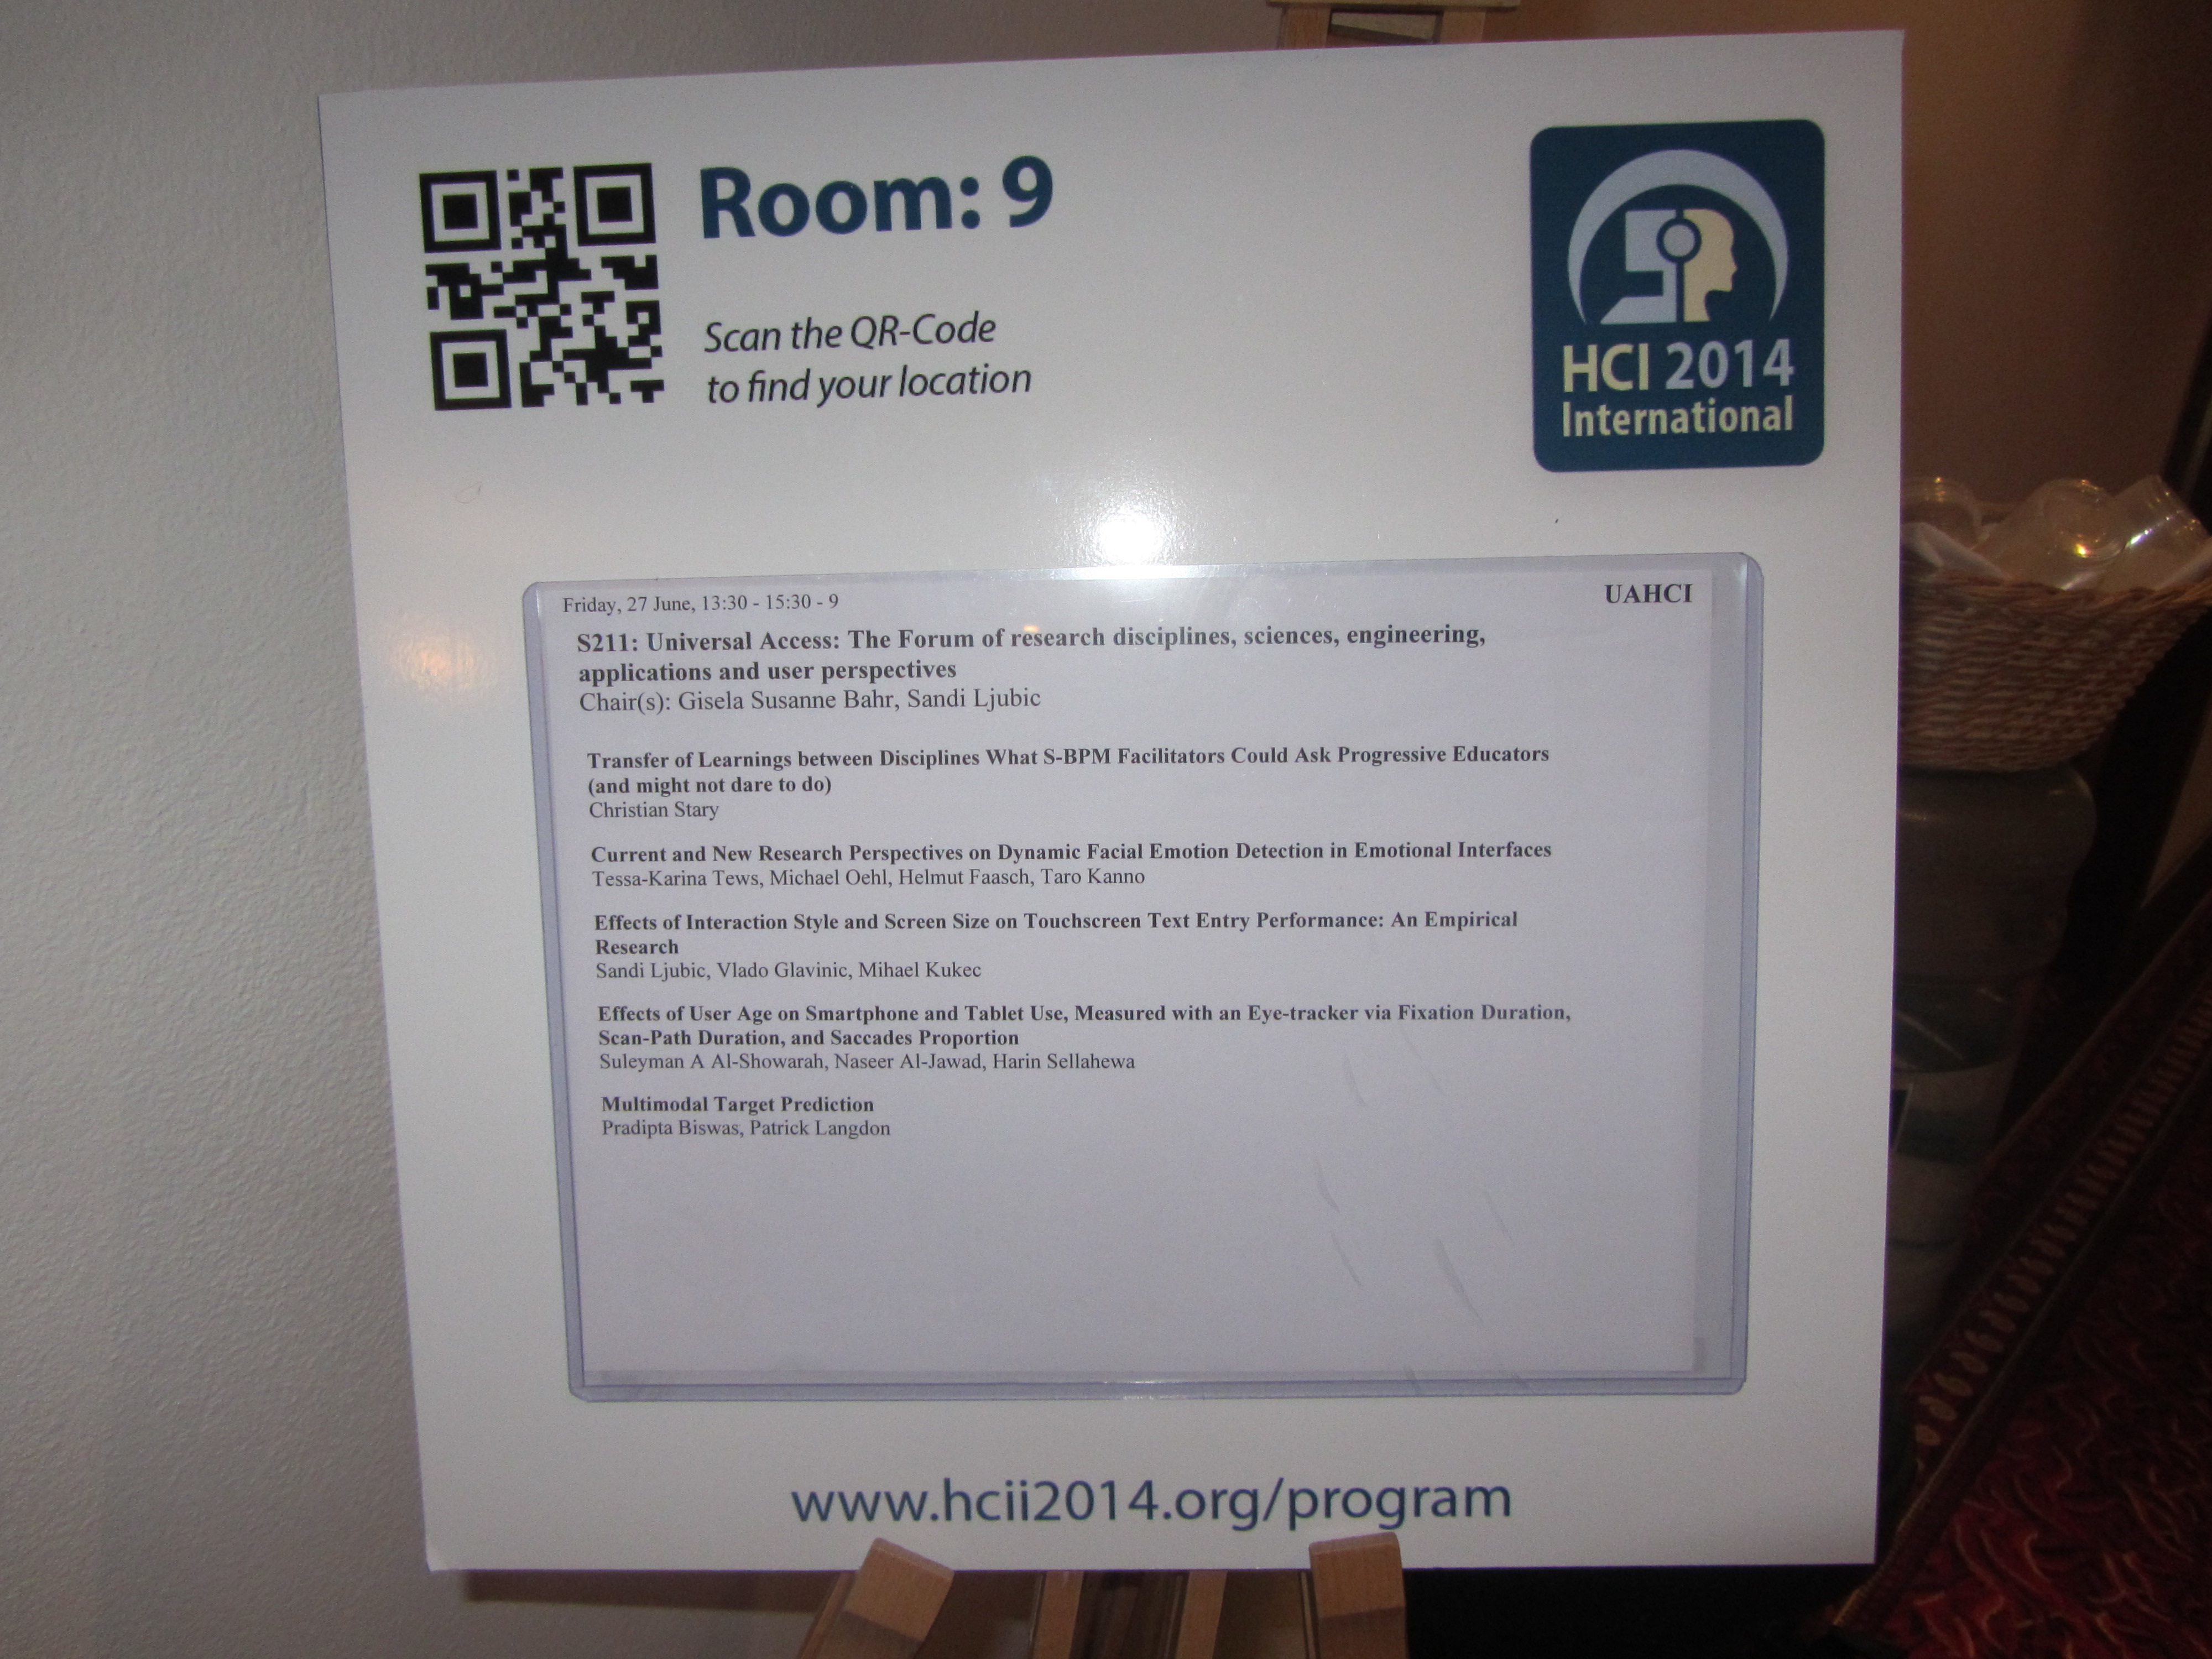 Room: 9
Scan the QR-Code
to find your location
HCI 2014
International
Friday, 27 June, 13:30 - 15:30 - 9
UAHCI
S211: Universal Access: The Forum of research disciplines, sciences, engineering,
applications and user perspectives
Chair(s): Gisela Susanne Bahr, Sandi Ljubic
Transfer of Learnings between Disciplines What S-BPM Facilitators Could Ask Progressive Educators
(and might not dare to do)
Christian Stary
Current and New Research Perspectives on Dynamic Facial Emotion Detection in Emotional Interfaces
Tessa-Karina Tews, Michael Oehl, Helmut Faasch, Taro Kanno
Effects of Interaction Style and Screen Size on Touchscreen Text Entry Performance: An Empirical
Research
Sandi Ljubic, Vlado Glavinic, Mihael Kukec
Effects of User Age on Smartphone and Tablet Use, Measured with an Eye-tracker via Fixation Duration,
Scan-Path Duration, and Saccades Proportion
Suleyman A Al-Showarah, Naseer Al-Jawad, Harin Sellahewa
Multimodal Target Prediction
Pradipta Biswas, Patrick Langdon
www.hcii2014.org/program